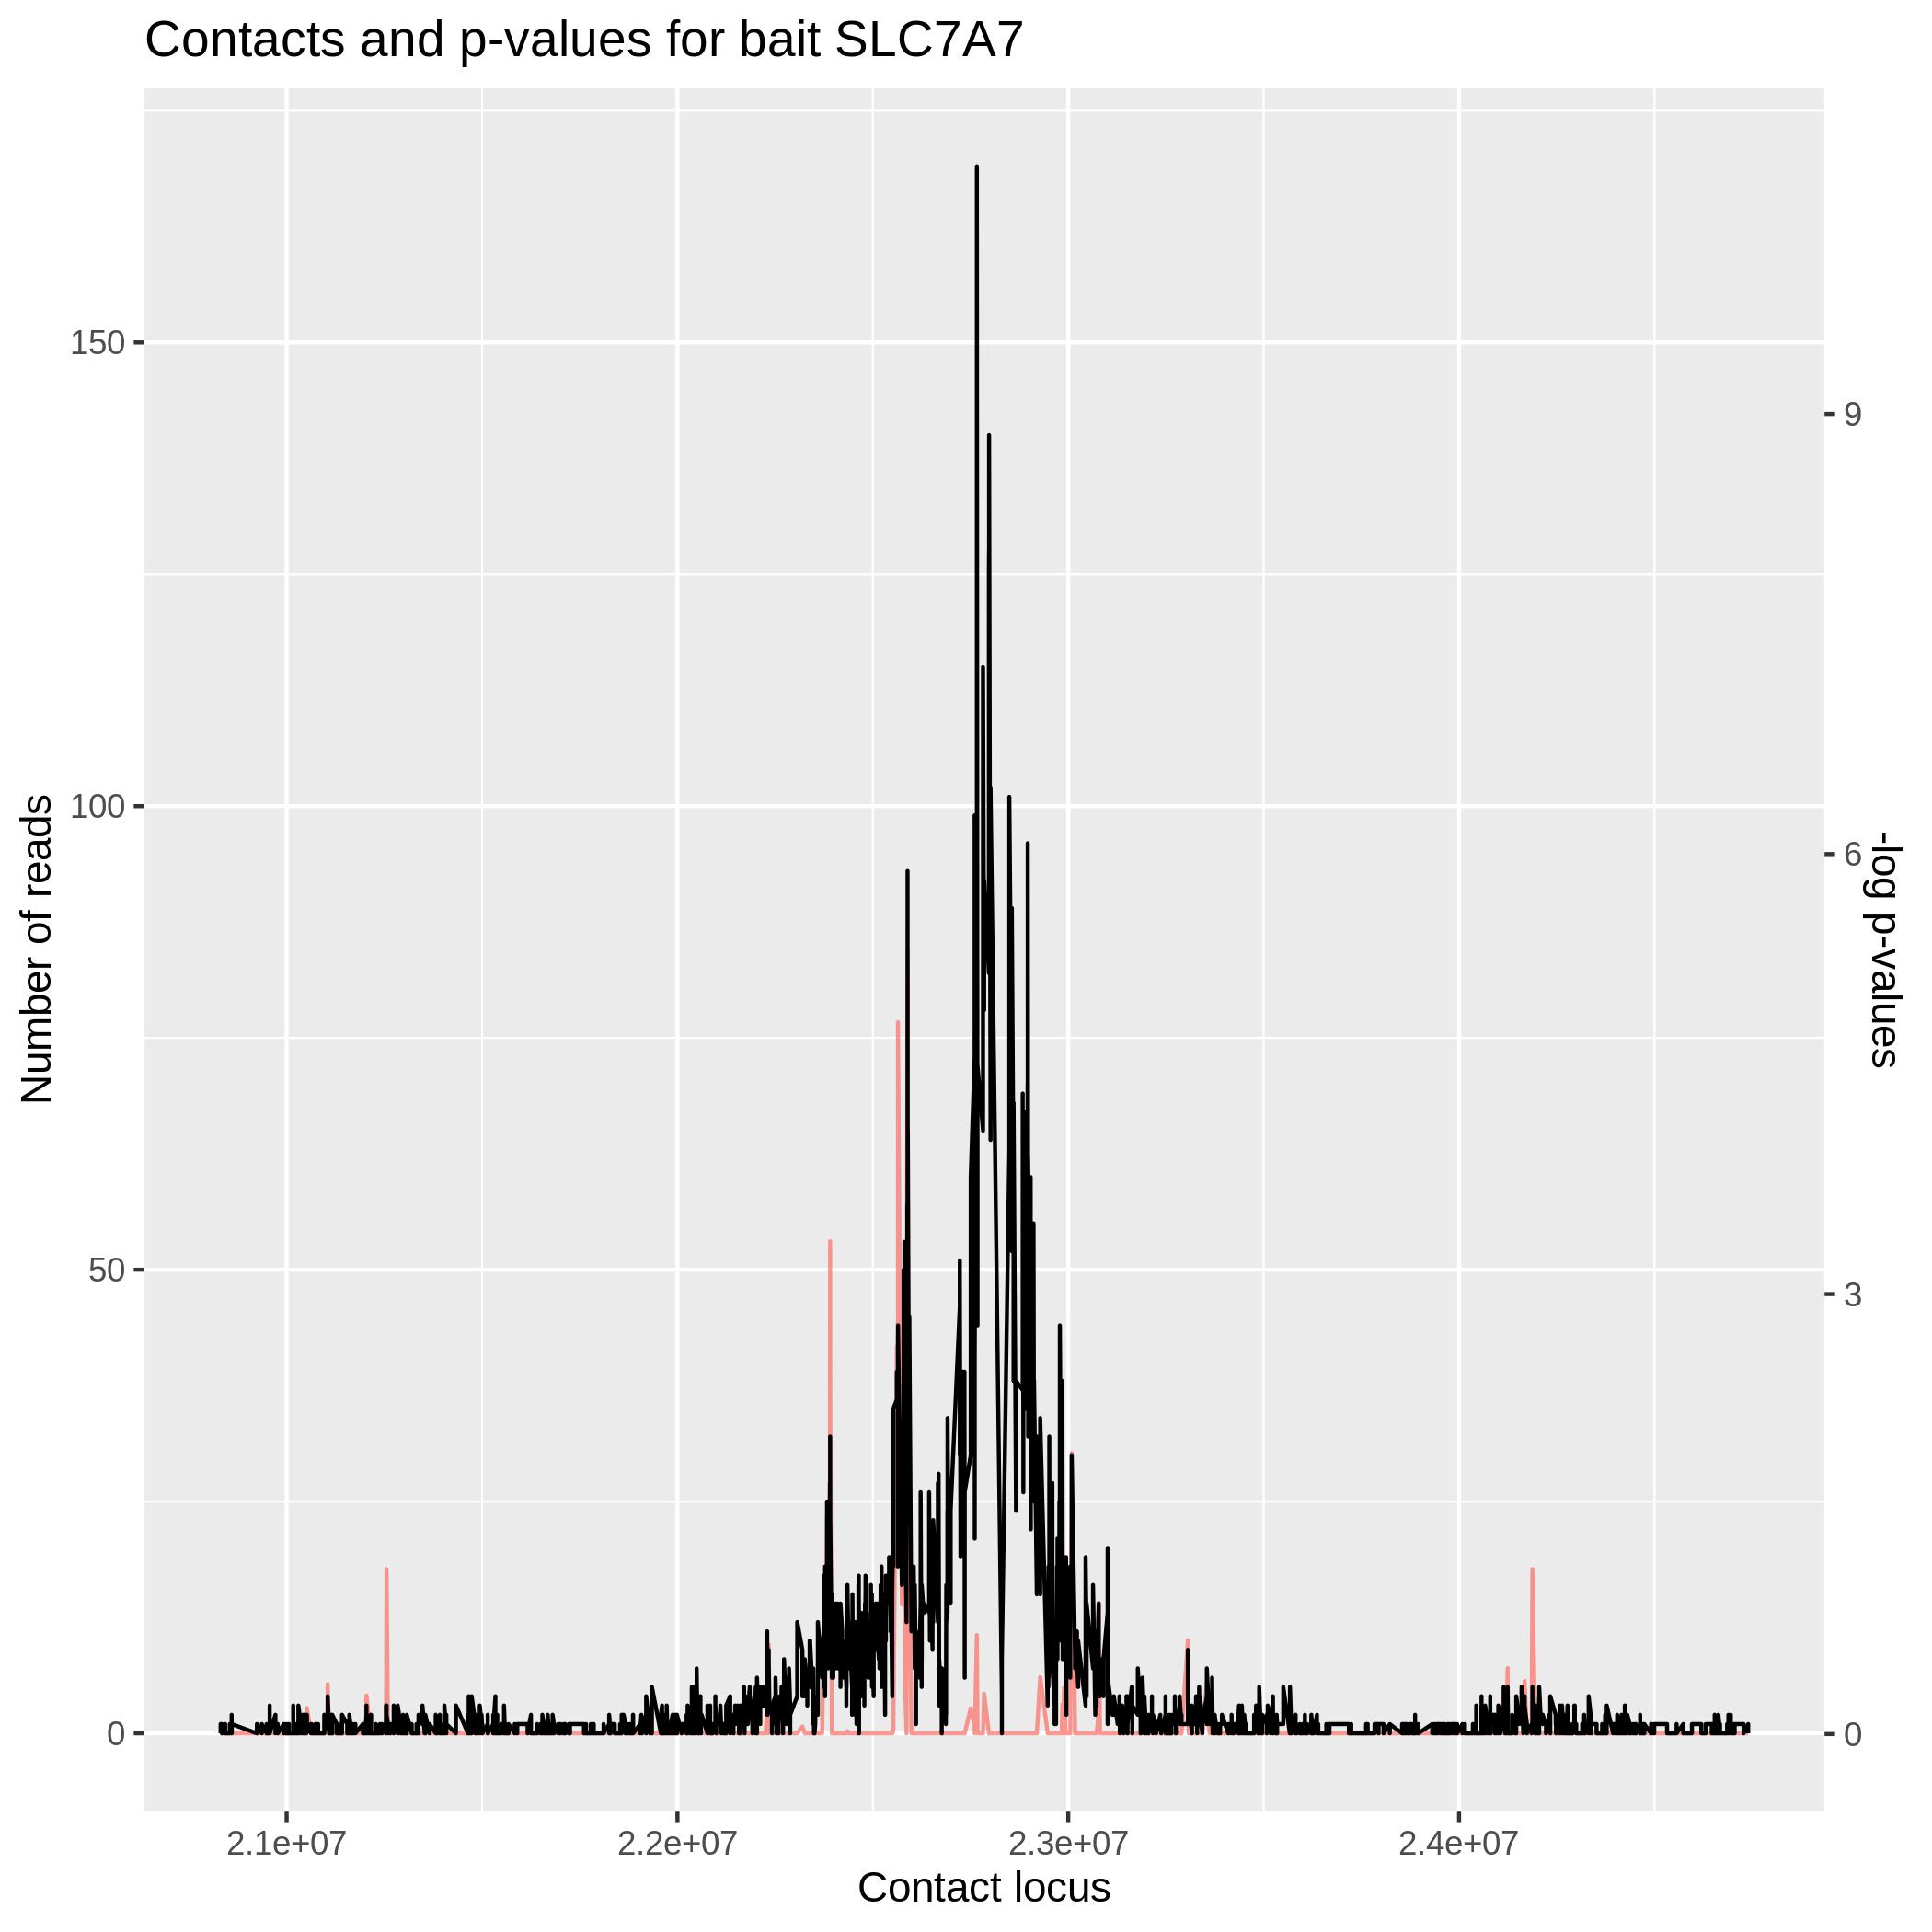 Contacts and p-values for bait SLC7A7
150
100
50
0
Number of reads
9
6
3
0
-log p-values
2.1e+07
2.2e+07
2.3e+07
2.4e+07
Contact locus